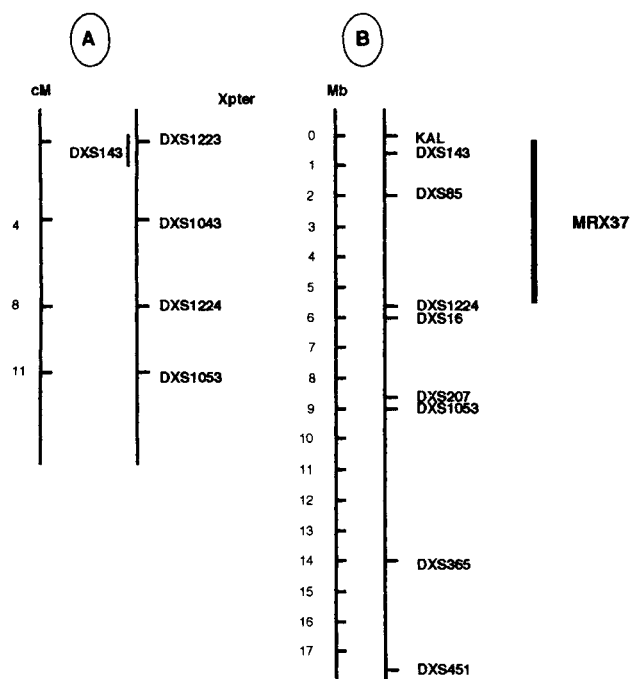 A
cM
Xpter
DXS143
DXS1223
4
DXS1043
8
DXS1224
11
DXS1053
B
Mb
0
KAL
DXS143
1
2
DXS85
3
4
5
DXS1224
6
DXS16
7
8
DXS207
9
DXS1053
10
11
12
13
14
DXS365
15
16
17
DXS451
MRX37